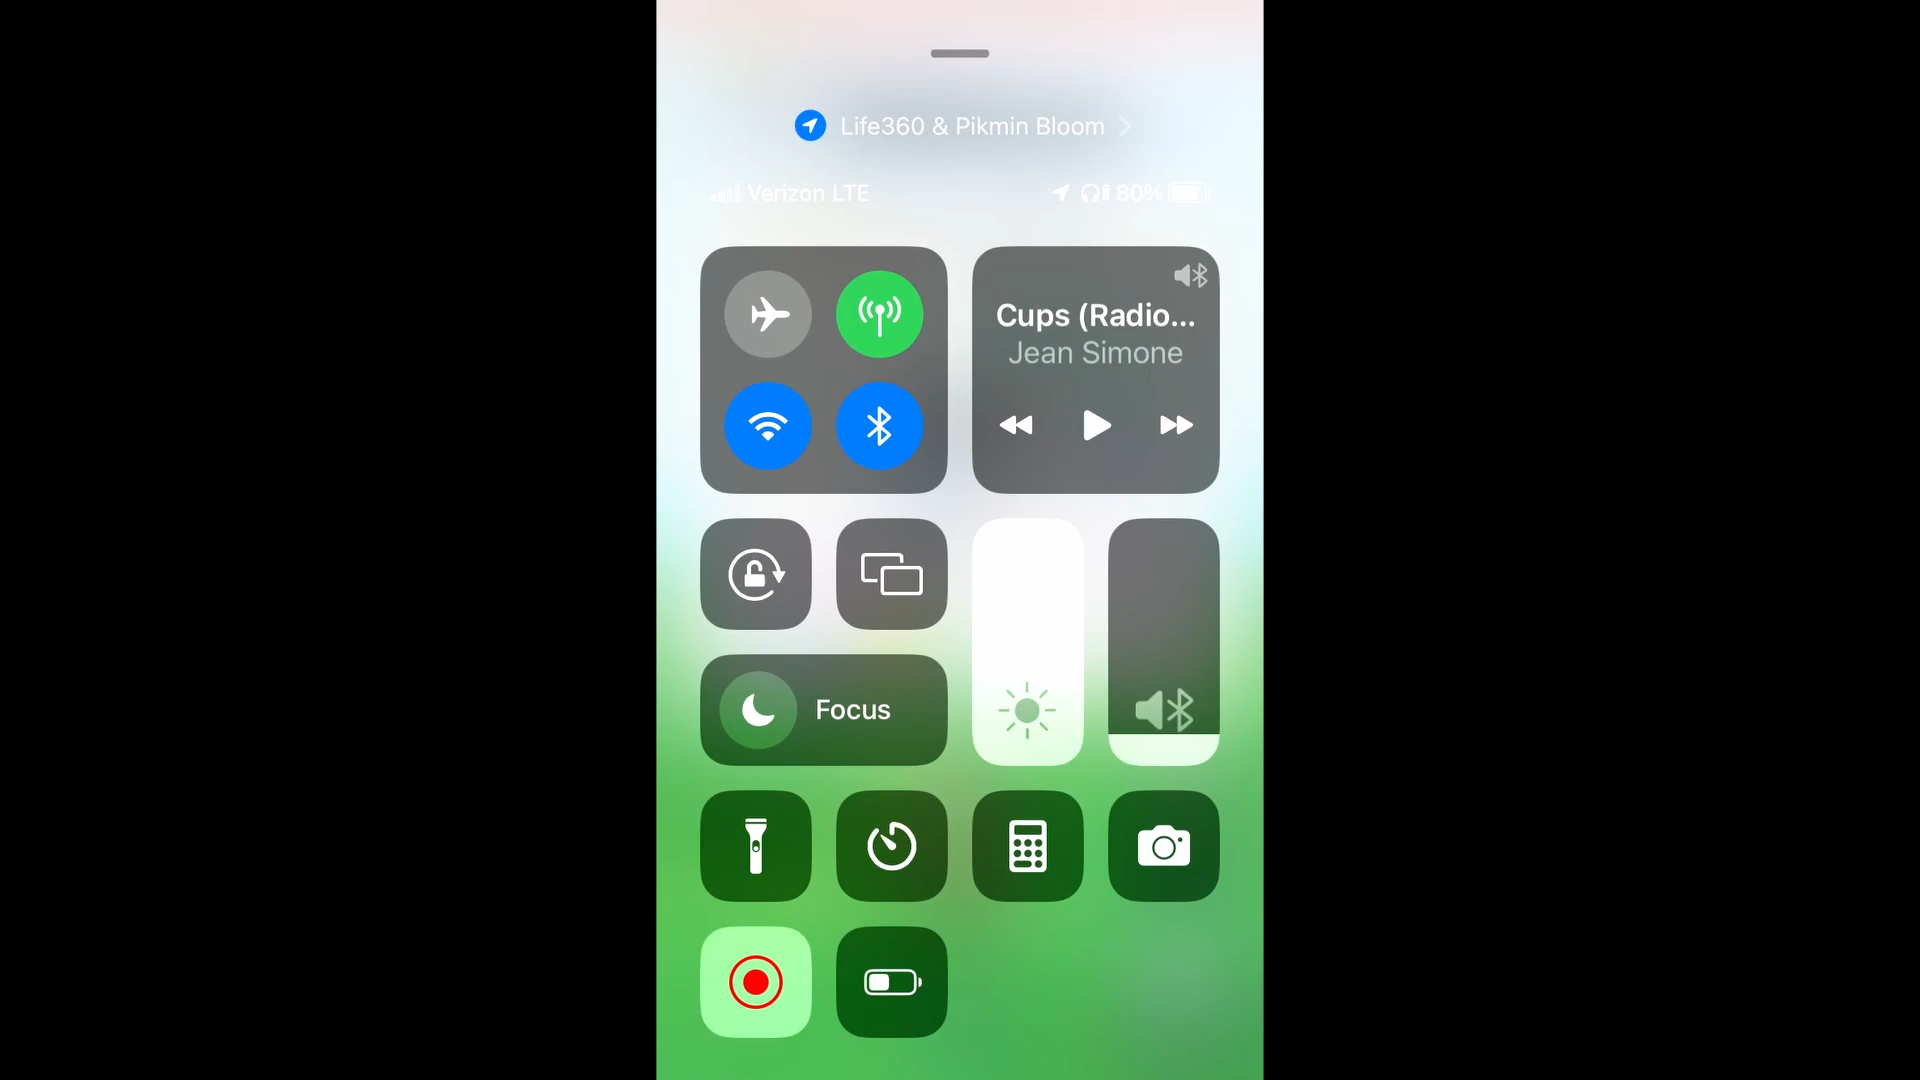 Life360 & Pikmin Bloom
Verizon LTE 80%
Cups (Radio...
Jean Simone
Focus